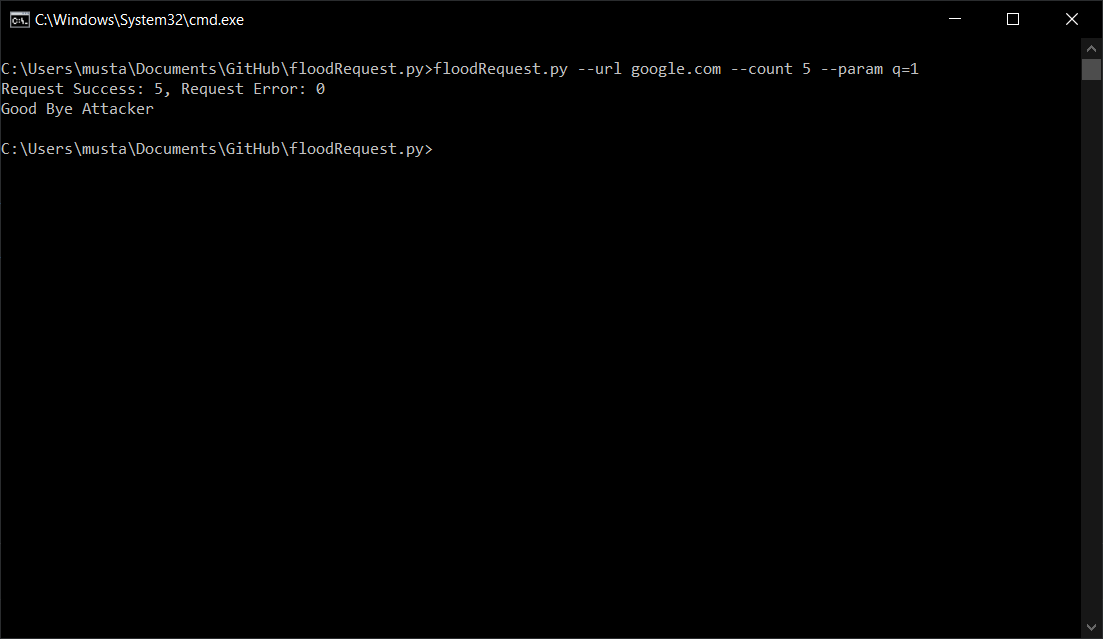 C:\Windows\System32\cmd.exe
C:\Users\musta\Documents\GitHub\floodRequest.py>floodRequest.py --url google.com --count 5 --param q=1
Request Success: 5, Request Error: 0
Good Bye Attacker
C:\Users\musta\Documents\GitHub\floodRequest.py>